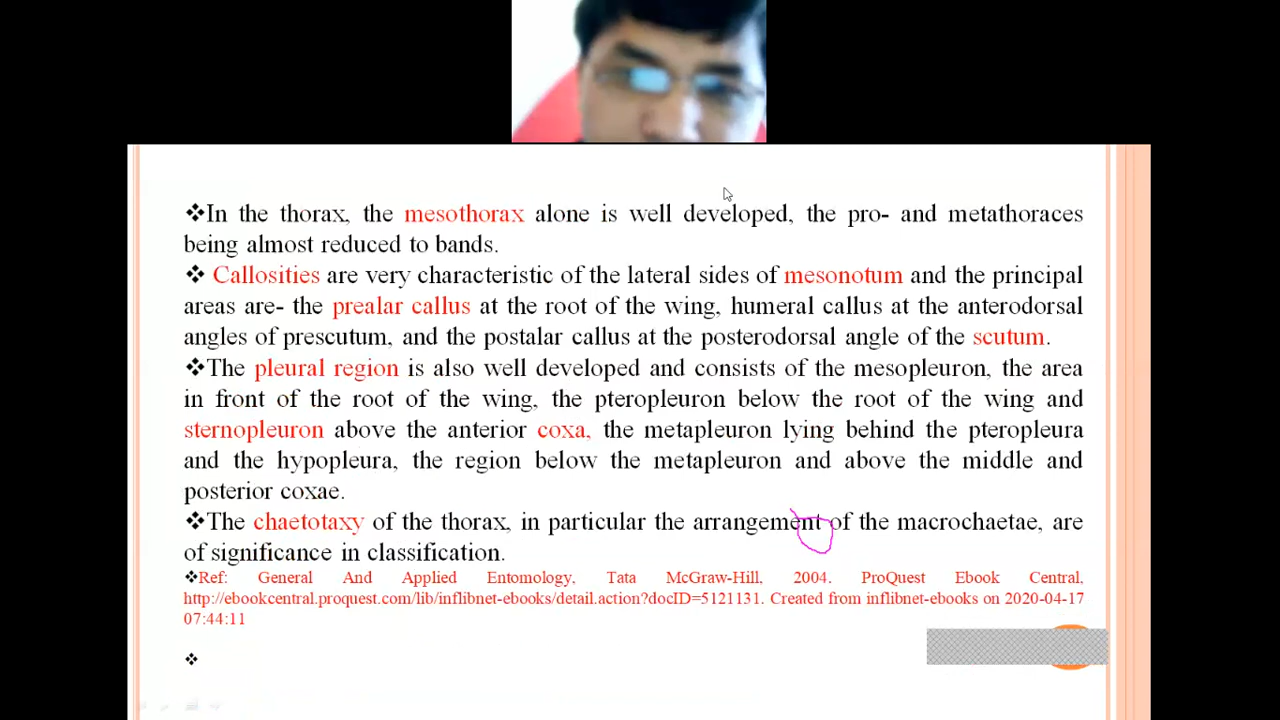 ❖In the thorax, the mesothorax alone is well developed, the pro- and metathoraces
being almost reduced to bands.
❖ Callosities are very characteristic of the lateral sides of mesonotum and the principal
areas are- the prealar callus at the root of the wing, humeral callus at the anterodorsal
angles of prescutum, and the postalar callus at the posterodorsal angle of the scutum.
❖The pleural region is also well developed and consists of the mesopleuron, the area
in front of the root of the wing, the pteropleuron below the root of the wing and
sternopleuron above the anterior coxa, the metapleuron lying behind the pteropleura
and the hypopleura, the region below the metapleuron and above the middle and
posterior coxae.
❖The chaetotaxy of the thorax, in particular the arrangement of the macrochaetae, are
of significance in classification.
❖Ref: General And Applied Entomology, Tata McGraw-Hill, 2004. ProQuest Ebook Central,
http://ebookcentral.proquest.com/lib/inflibnet-ebooks/detail.action?docID=5121131. Created from inflibnet-ebooks on 2020-04-17
07:44:11
❖